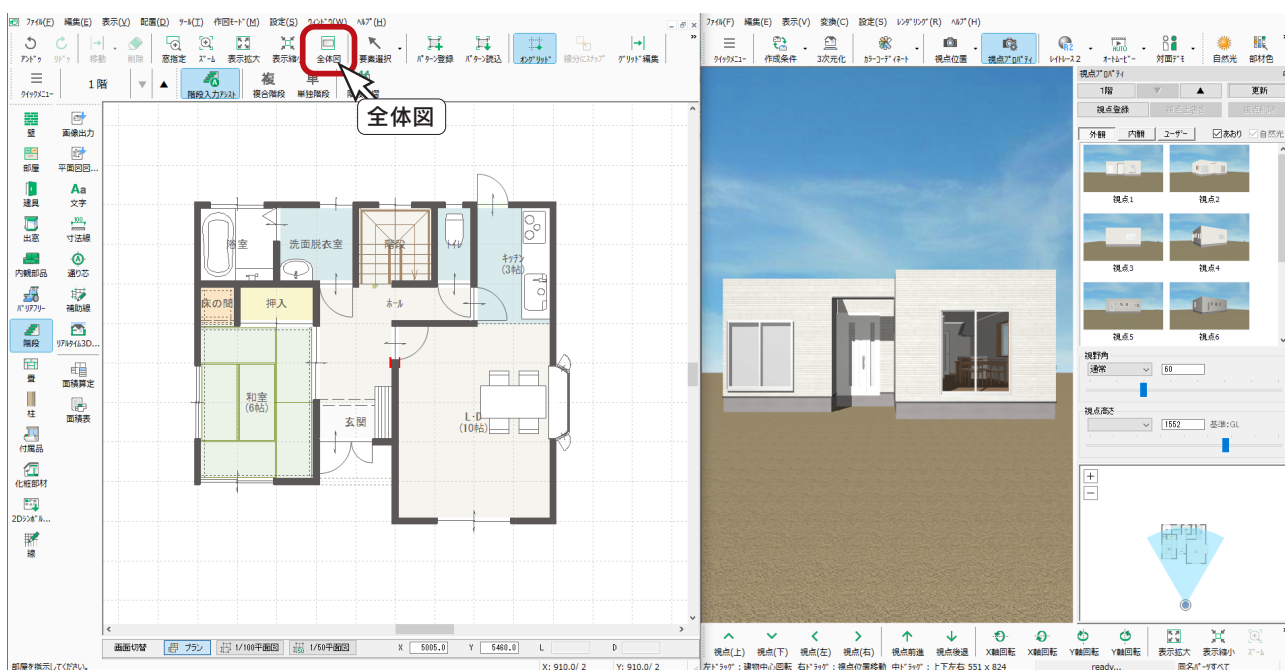 ファイル(F) 編集(E) 表示(V) 配置(D) ツール(T) 作図モード(M) 設定(S) ウィンドウ(W) ヘルプ(H)
アンドゥ リドゥ 移動 削除 窓指定 ズーム 表示拡大 表示縮小 全体図 要素選択 パターン登録 パターン読込 オングリッド 線分にスナップ グリッド編集
クイックメニュー 1階 ▼ ▲ 階段入力アシスト 複合階段 単独階段
複
全体図
壁 画像出力
部屋 平面図図...
建具 Aa 文字
出窓 寸法線
内観部品 通り芯
バリアフリー 補助線
階段 リアルタイム3D...
畳 面積算定
柱 面積表
付属品
化粧部材
2Dシンボル...
線
浴室 洗面脱衣室 階段 トイレ キッチン
(3帖)
床の間 押入 ホール
和室
(6帖)
玄関
L・D
(10帖)
画面切替 プラン 1/100平面図 1/50平面図 X 5005.0 Y 5460.0 L D
部屋を指示してください。 X: 910.0/ 2 Y: 910.0/ 2
ファイル(F) 編集(E) 表示(V) 変換(C) 設定(S) レンダリング(R) ヘルプ(H)
クイックメニュー 作成条件 3次元化 カラーコーディネート 視点位置 視点プロパティ レイトレース2 オートムービー 対面デモ 自然光 部材色
視点プロパティ
1階 ▼ ▲ 更新
視点登録 視点上書き 視点削除
外観 内観 ユーザー あおり 自然光
視点1 視点2
視点3 視点4
視点5 視点6
視野角
通常 60
視点高さ
1552 基準:GL
視点(上) 視点(下) 視点(左) 視点(右) 視点前進 視点後退 X軸回転 X軸回転 Y軸回転 Y軸回転 表示拡大 表示縮小 ズーム
左ドラッグ:建物中心回転 右ドラッグ:視点位置移動 中ドラッグ:上下左右 551 x 824 ready... 同名パーツすべて